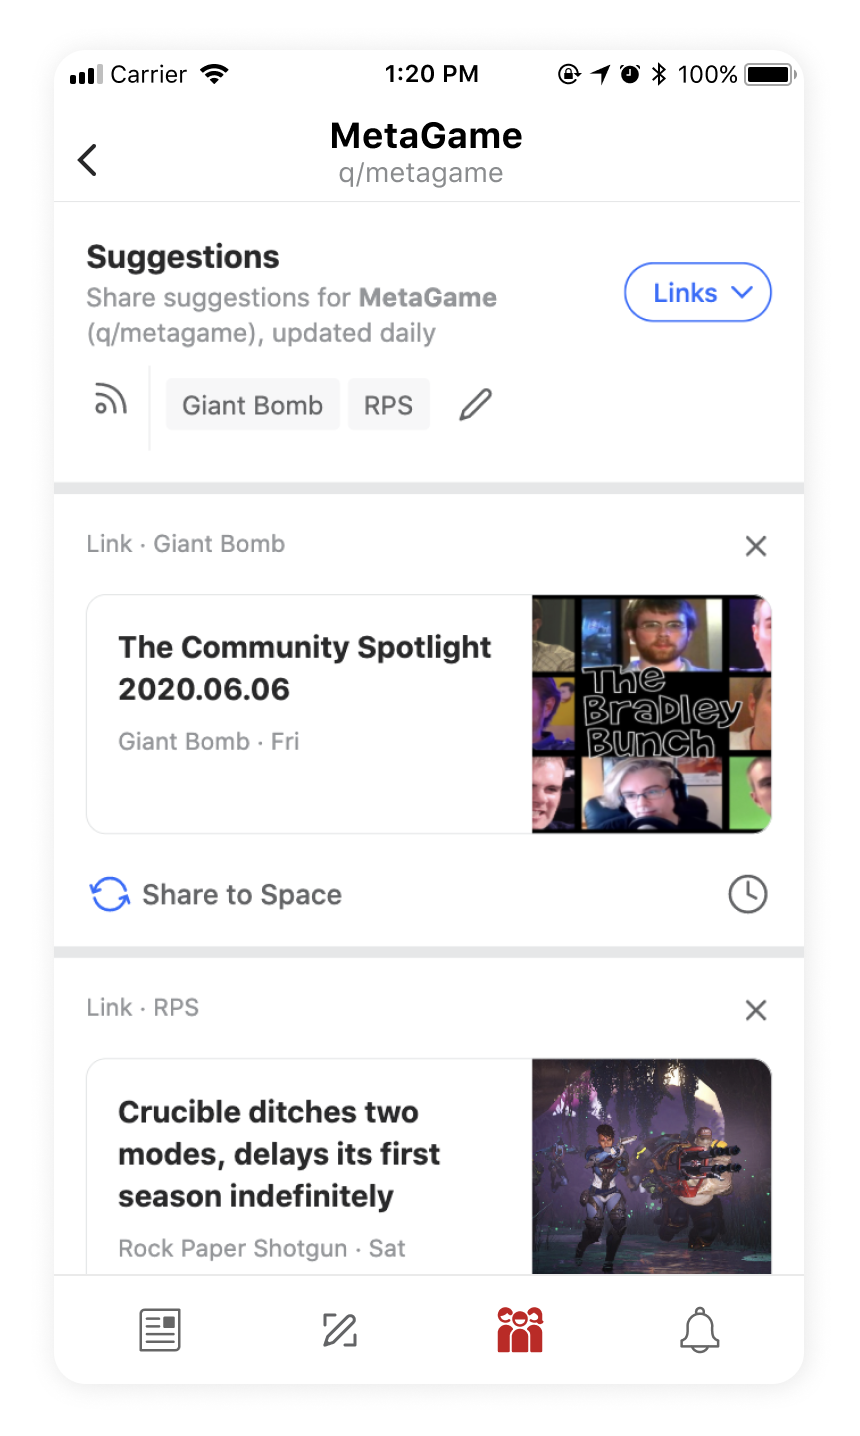 Carrier 1:20 PM 100%
MetaGame
q/metagame
Suggestions
Share suggestions for MetaGame
(q/metagame), updated daily
Links
Giant Bomb RPS
Link · Giant Bomb
The Community Spotlight
2020.06.06
Giant Bomb · Fri
The
Bradley
Bunch
Share to Space
Link · RPS
Crucible ditches two
modes, delays its first
season indefinitely
Rock Paper Shotgun · Sat